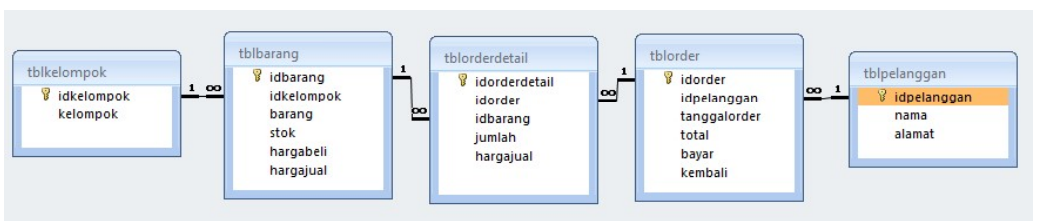 tblkelompok
idkelompok
kelompok
1 ∞
tblbarang
idbarang
idkelompok
barang
stok
hargabeli
hargajual
1
∞
tblorderdetail
idorderdetail
idorder
idbarang
jumlah
hargajual
1
∞
tblorder
idorder
idpelanggan
tanggalorder
total
bayar
kembali
∞ 1
tblpelanggan
idpelanggan
nama
alamat